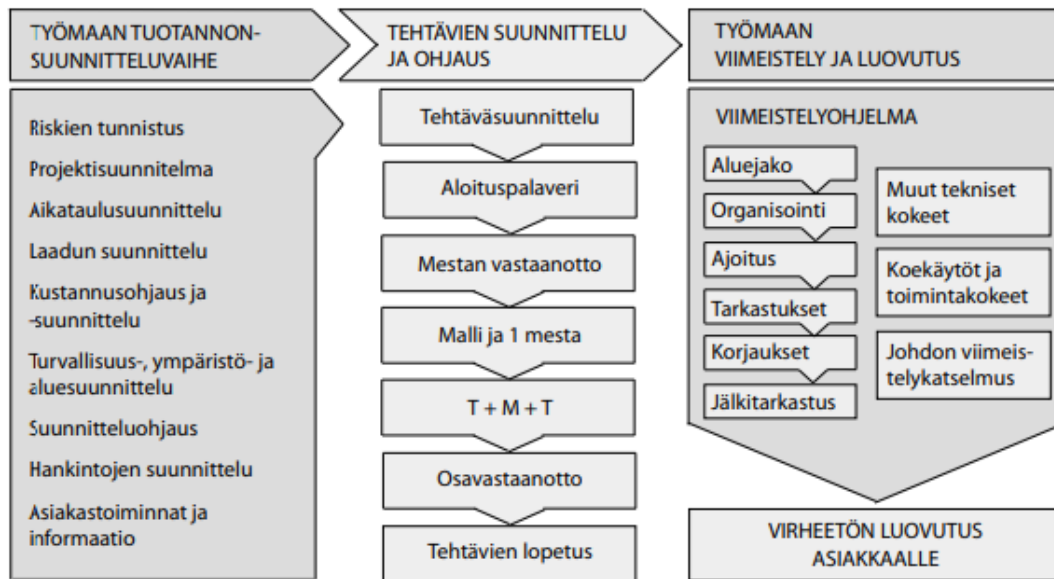 TYÖMAAN TUOTANNON-
SUUNNITTELUVAIHE
Riskien tunnistus
Projektisuunnitelma
Aikataulusuunnittelu
Laadun suunnittelu
Kustannusohjaus ja
-suunnittelu
Turvallisuus-, ympäristö- ja
aluesuunnittelu
Suunnitteluohjaus
Hankintojen suunnittelu
Asiakastoiminnat ja
informaatio
TEHTÄVIEN SUUNNITTELU
JA OHJAUS
Tehtäväsuunnittelu
Aloituspalaveri
Mestan vastaanotto
Malli ja 1 mesta
T + M + T
Osavastaanotto
Tehtävien lopetus
TYÖMAAN
VIIMEISTELY JA LUOVUTUS
VIIMEISTELYOHJELMA
Aluejako
Organisointi
Ajoitus
Tarkastukset
Korjaukset
Jälkitarkastus
Muut tekniset
kokeet
Koekäytöt ja
toimintakokeet
Johdon viimeis-
telykatselmus
VIRHEETÖN LUOVUTUS
ASIAKKAALLE